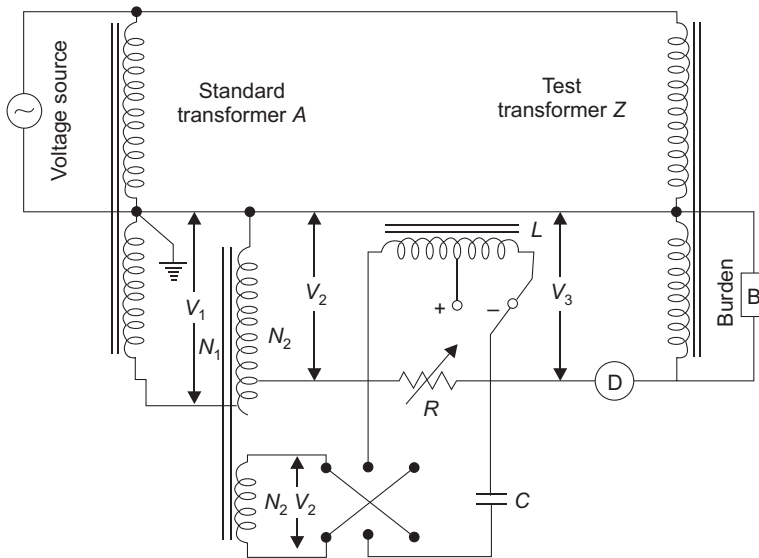 Voltage source
Standard
transformer A
Test
transformer Z
L
V1
N1
N2
V2
+
−
V3
Burden
B
R
D
N2 V2
C